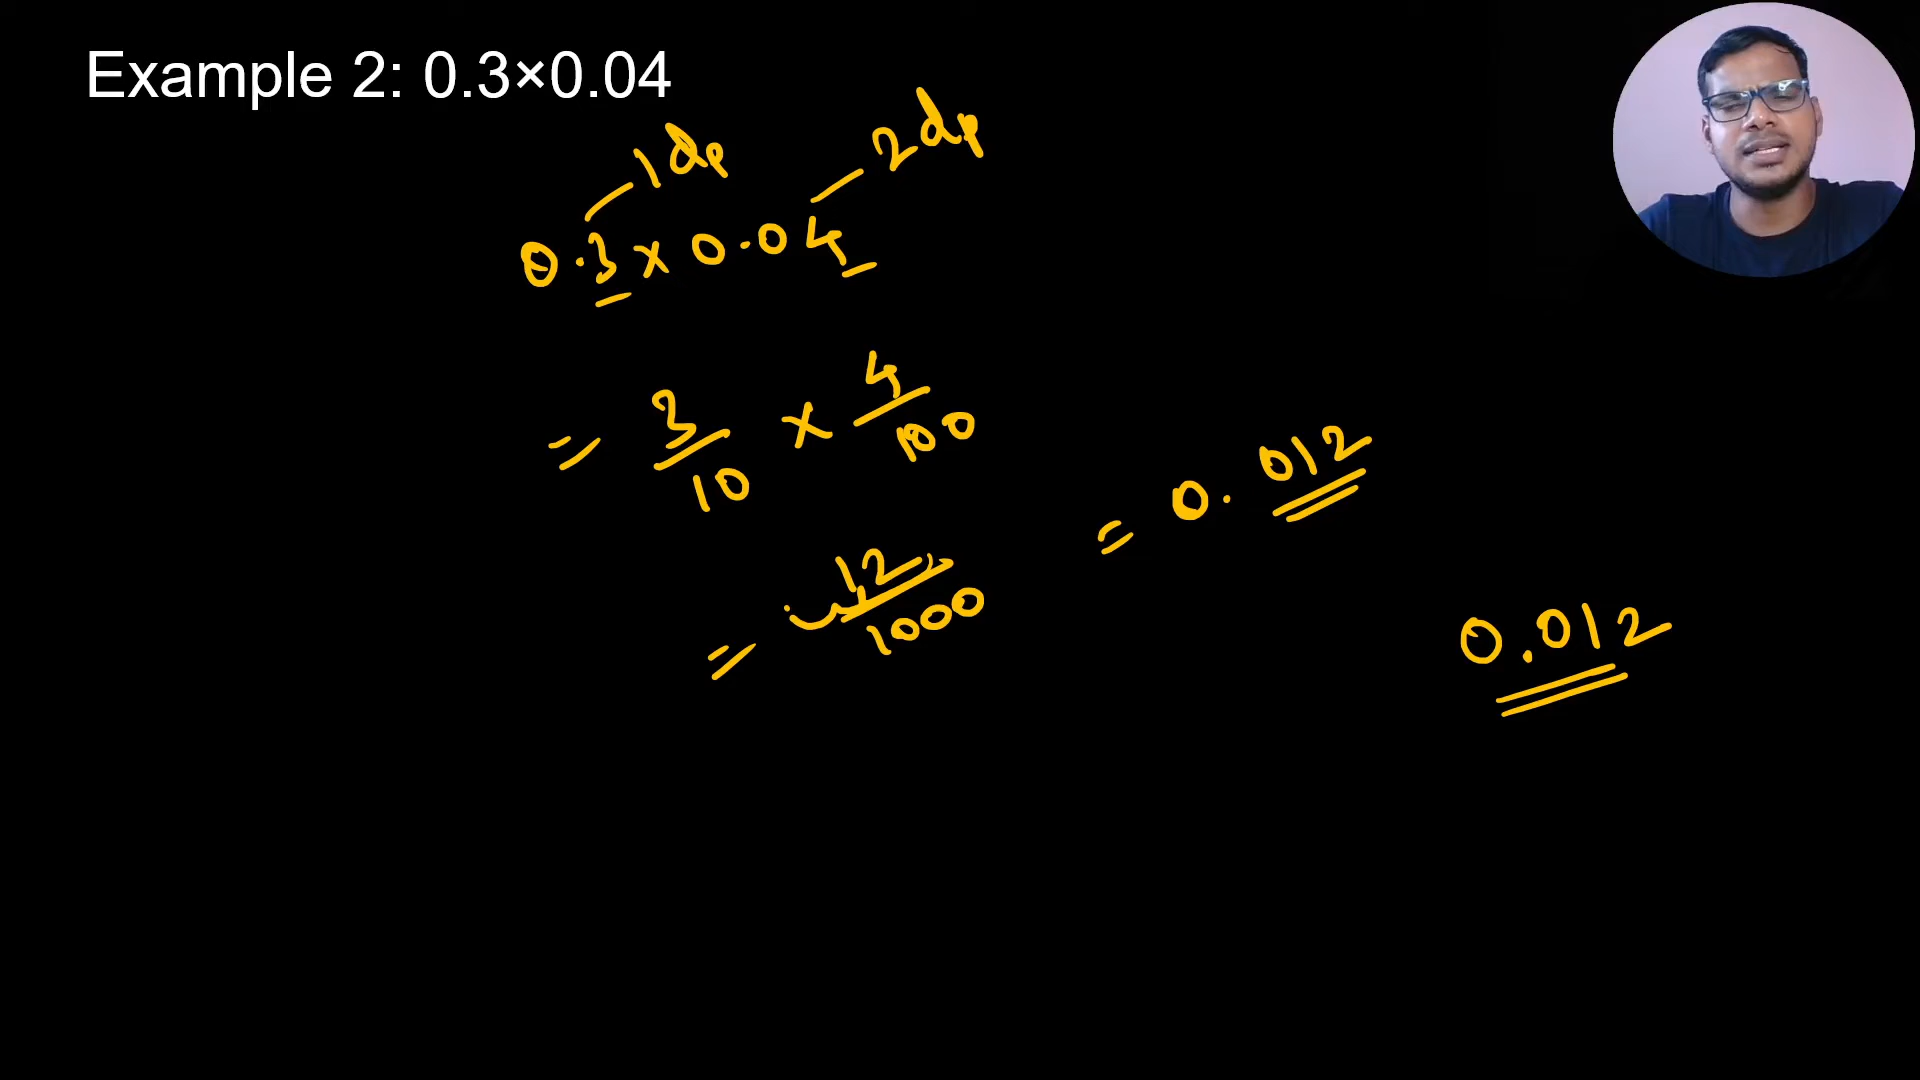 Example 2: 0.3×0.04
1dp 2dp
0.3 x 0.04
= 3/10 x 4/100
= 12/1000 = 0.012
0.012